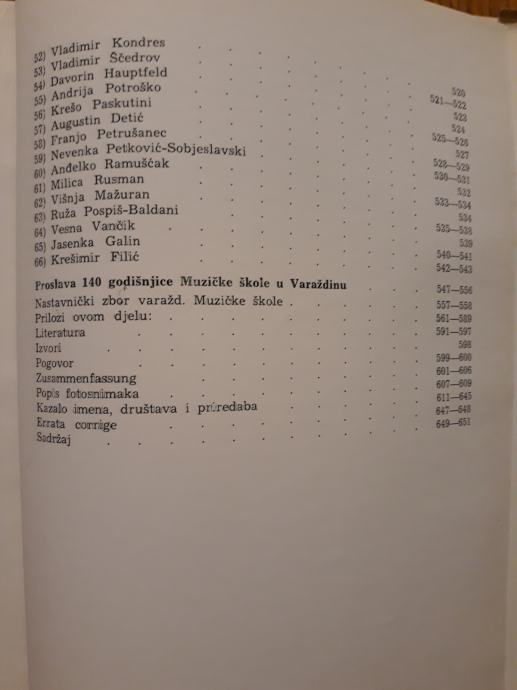 52) Vladimir Kondres . . . . . . . 520
53) Vladimir Ščedrov . . . . . . . 521—522
54) Davorin Hauptfeld . . . . . . . 523
55) Andrija Potroško . . . . . . . 524
56) Krešo Paskutini . . . . . . . 525—526
57) Augustin Detić . . . . . . . 527
58) Franjo Petrušanec . . . . . . . 528—529
59) Nevenka Petković-Sobjeslavski . . . . . 530—531
60) Anđelko Ramuščak . . . . . . . 532
61) Milica Rusman . . . . . . . 533—534
62) Višnja Mažuran . . . . . . . 534
63) Ruža Pospiš-Baldani . . . . . . . 535—538
64) Vesna Vančik . . . . . . . . 539
65) Jasenka Galin . . . . . . . 540—541
66) Krešimir Filić . . . . . . . 542—543
Proslava 140 godišnjice Muzičke škole u Varaždinu . . . 547—556
Nastavnički zbor varažd. Muzičke škole . . . . . 557—558
Prilozi ovom djelu: . . . . . . . . 561—589
Literatura . . . . . . . . . 591—597
Izvori . . . . . . . . . . 598
Pogovor . . . . . . . . . . 599—600
Zusammenfassung . . . . . . . 601—606
Popis fotosnimaka . . . . . . . . 607—609
Kazalo imena, društava i priredaba . . . . . 611—645
Errata corrige . . . . . . . . 647—648
Sadržaj . . . . . . . . . . 649—651